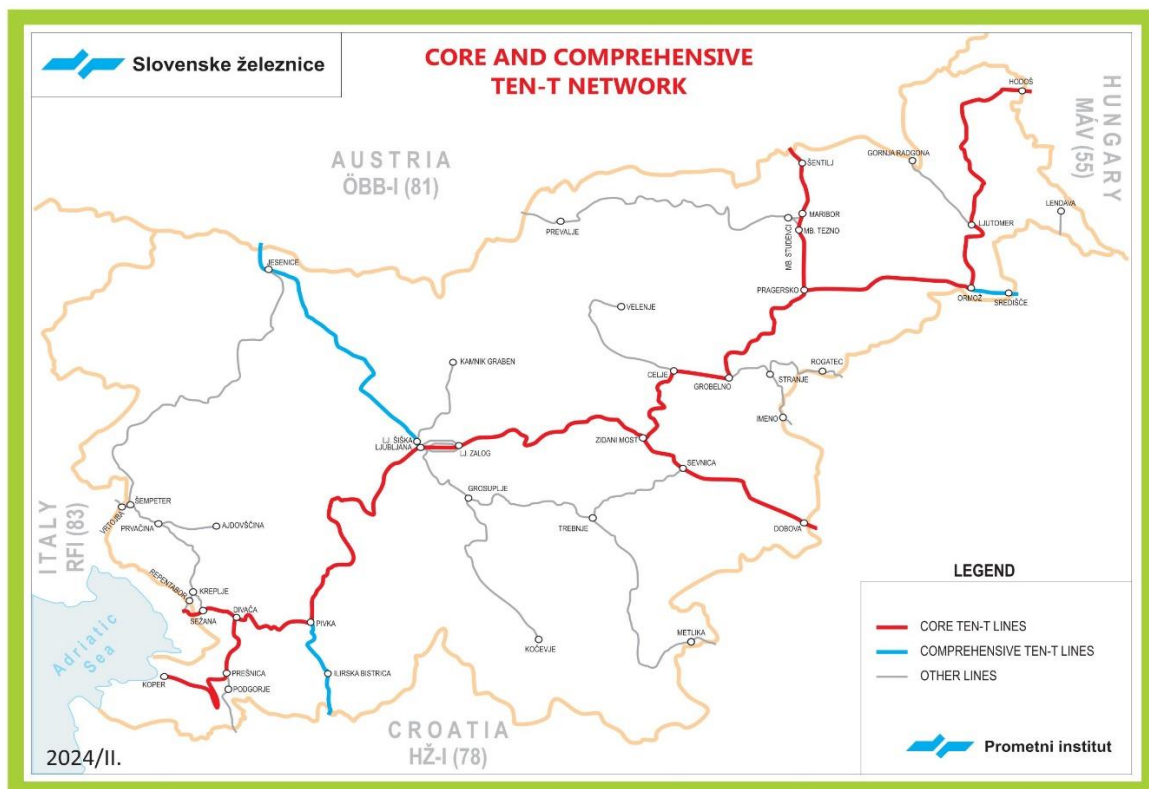 Slovenske železnice
CORE AND COMPREHENSIVE
TEN-T NETWORK
AUSTRIA
ÖBB-I (81)
HUNGARY
MÁV (55)
HODOŠ
GORNJA RADGONA
ŠENTILJ
LENDAVA
LJUTOMER
MARIBOR
MB. TEZNO
MB. STUDENCI
PREVALJE
JESENICE
PRAGERSKO
ORMOŽ
SREDIŠČE
VELENJE
KAMNIK GRABEN
ROGATEC
CELJE
GROBELNO
STRANJE
IMENO
LJ. ŠIŠKA
LJUBLJANA
LJ. ZALOG
ZIDANI MOST
SEVNICA
GROSUPLJE
TREBNJE
DOBOVA
ŠEMPETER
VRTOJBA
PRVAČINA
AJDOVŠČINA
ITALY
RFI (83)
REPENTABOR
KREPLJE
SEŽANA
DIVAČA
PIVKA
Adriatic
Sea
KOČEVJE
METLIKA
PREŠNICA
KOPER
PODGORJE
ILIRSKA BISTRICA
CROATIA
HŽ-I (78)
LEGEND
CORE TEN-T LINES
COMPREHENSIVE TEN-T LINES
OTHER LINES
Prometni institut
2024/II.